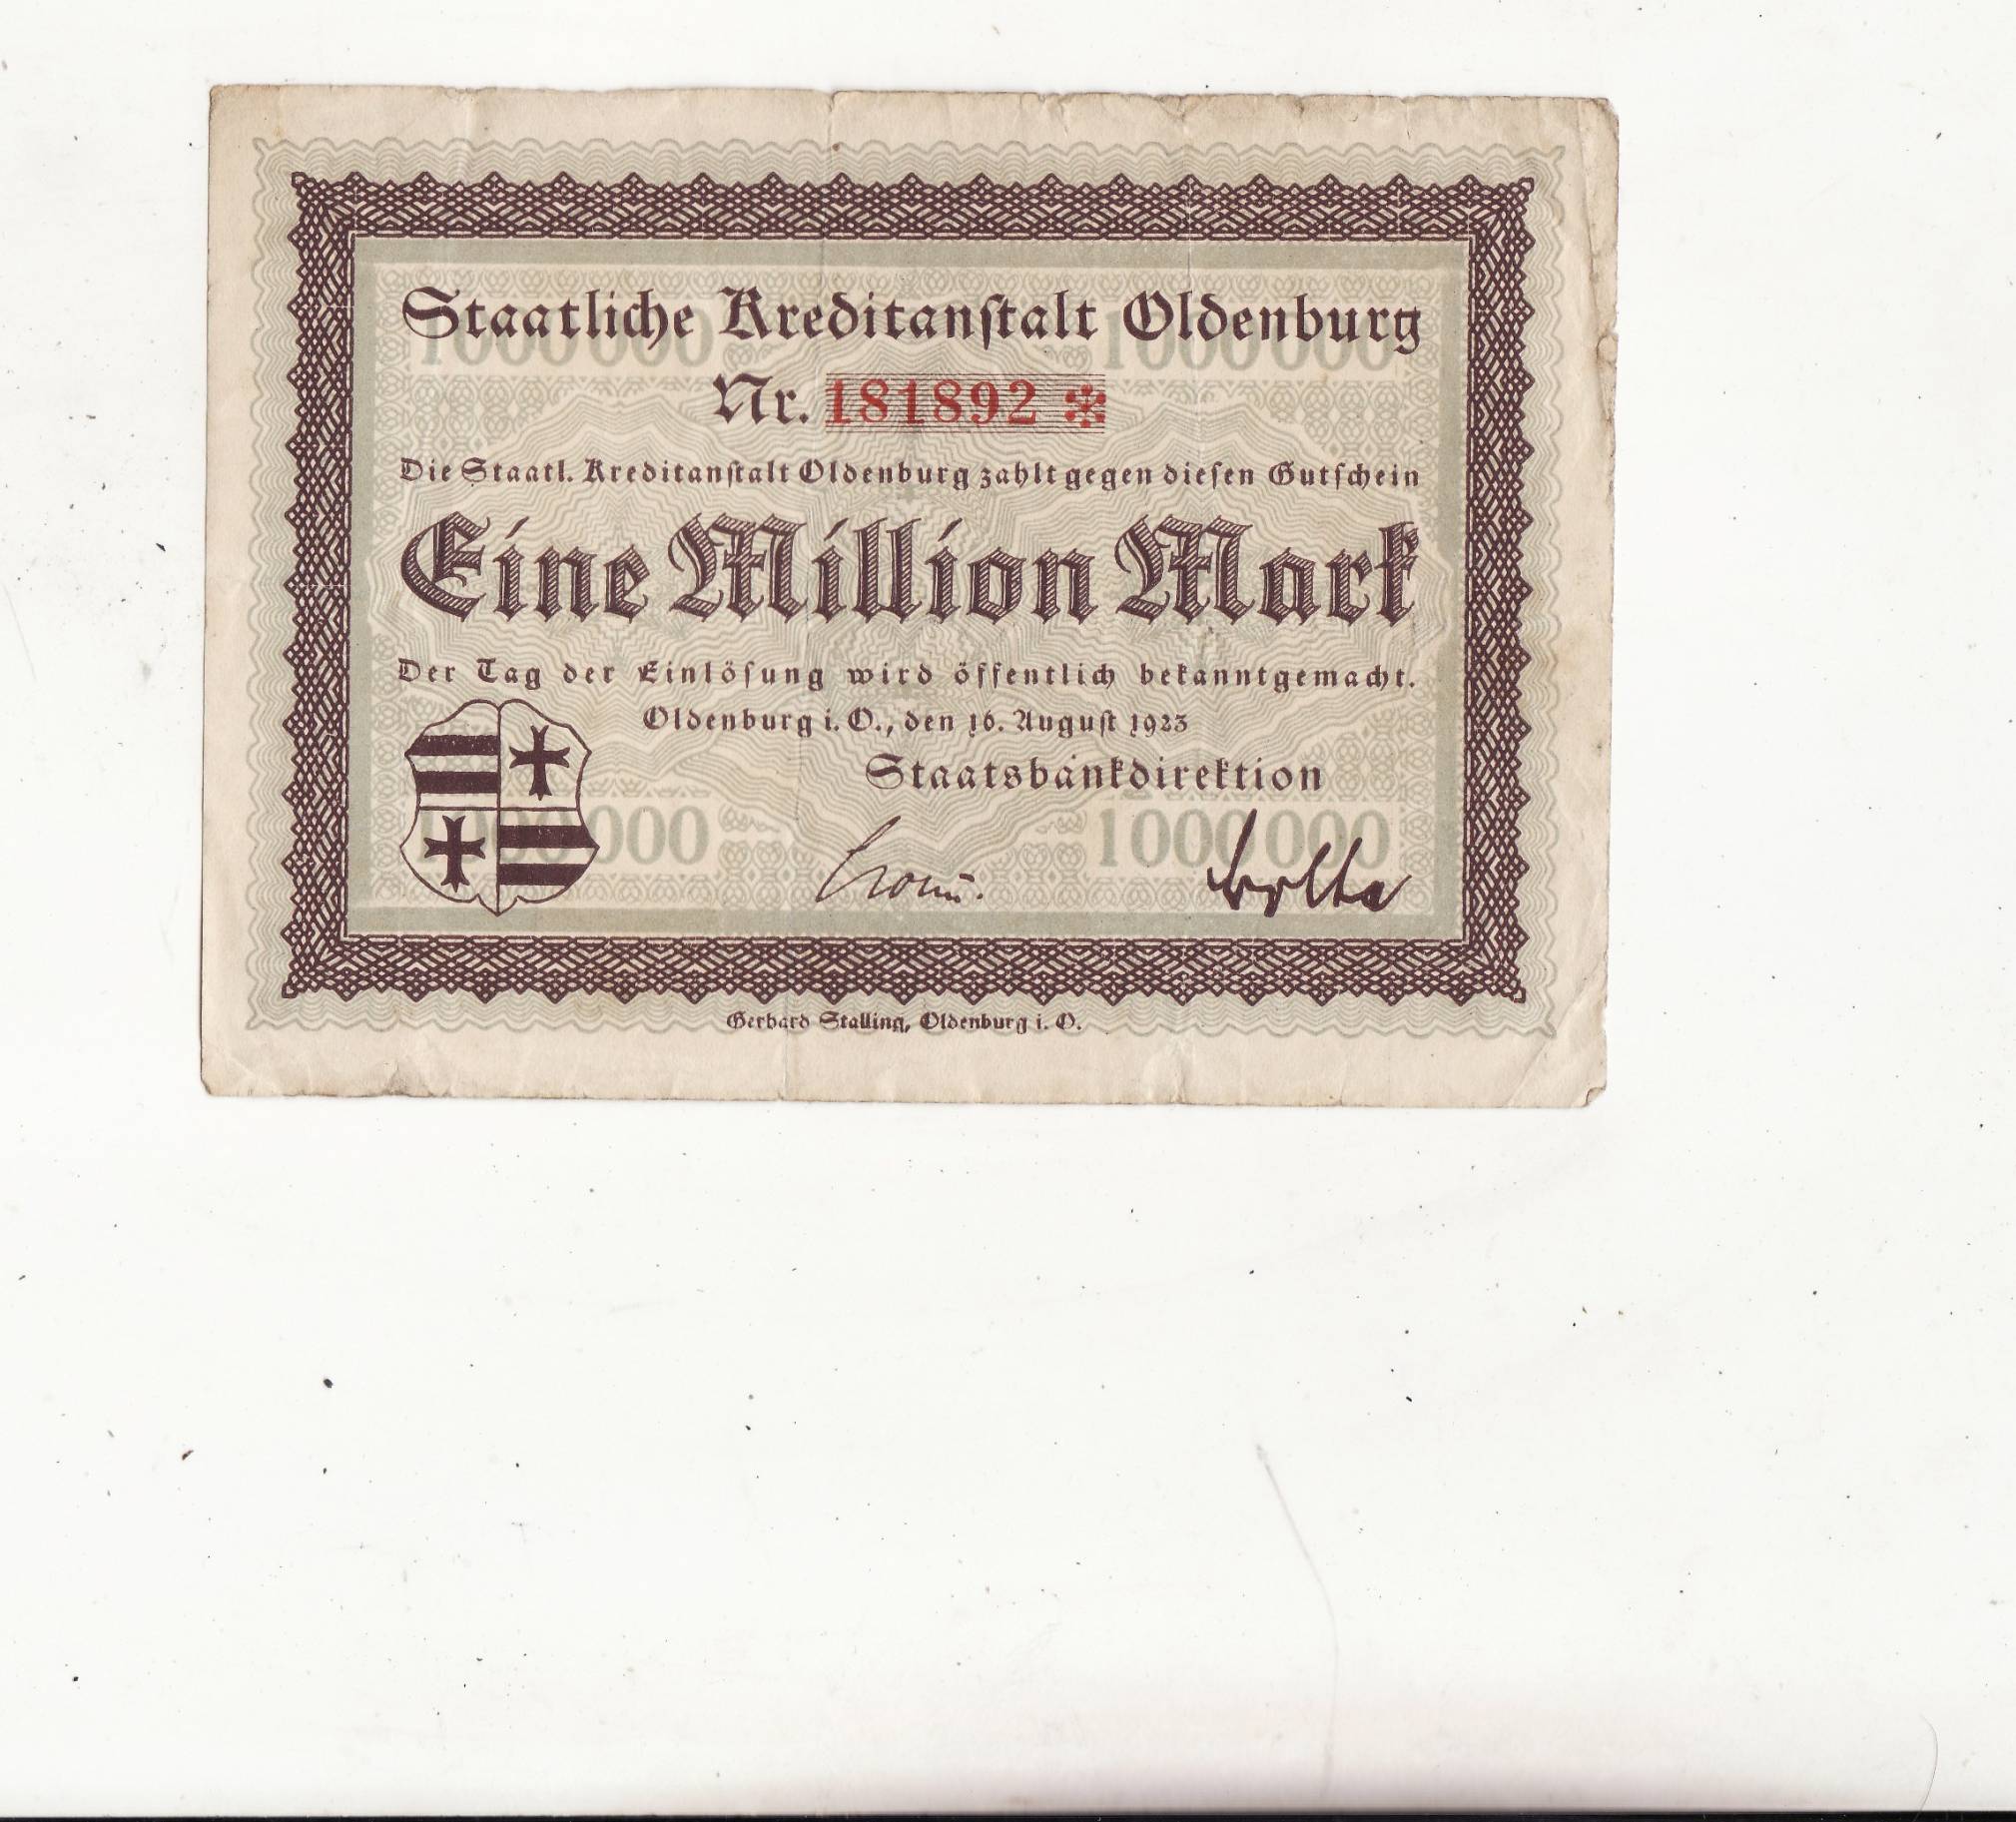 Staatliche Kreditanſtalt Oldenburg
Nr. 181892 *
Die Staatl. Kreditanſtalt Oldenburg zahlt gegen dieſen Gutſchein
Eine Million Mark
Der Tag der Einlöſung wird öffentlich bekanntgemacht.
Oldenburg i. O., den 16. Auguſt 1923
Staatsbankdirektion
1000000 1000000
1000000 1000000
Gerhard Stalling, Oldenburg i. O.